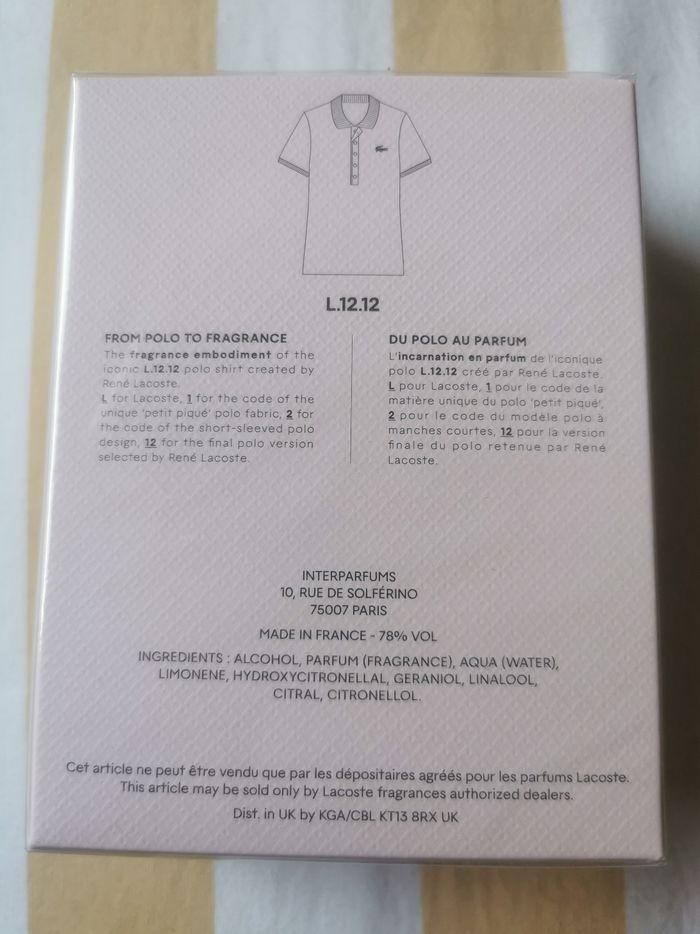 L.12.12
FROM POLO TO FRAGRANCE
The fragrance embodiment of the
iconic L.12.12 polo shirt created by
René Lacoste.
L for Lacoste, 1 for the code of the
unique 'petit piqué' polo fabric, 2 for
the code of the short-sleeved polo
design, 12 for the final polo version
selected by René Lacoste.
DU POLO AU PARFUM
L'incarnation en parfum de l'iconique
polo L.12.12 créé par René Lacoste.
L pour Lacoste, 1 pour le code de la
matière unique du polo 'petit piqué',
2 pour le code du modèle polo à
manches courtes, 12 pour la version
finale du polo retenue par René
Lacoste.
INTERPARFUMS
10, RUE DE SOLFÉRINO
75007 PARIS
MADE IN FRANCE - 78% VOL
INGREDIENTS : ALCOHOL, PARFUM (FRAGRANCE), AQUA (WATER),
LIMONENE, HYDROXYCITRONELLAL, GERANIOL, LINALOOL,
CITRAL, CITRONELLOL.
Cet article ne peut être vendu que par les dépositaires agréés pour les parfums Lacoste.
This article may be sold only by Lacoste fragrances authorized dealers.
Dist. in UK by KGA/CBL KT13 8RX UK